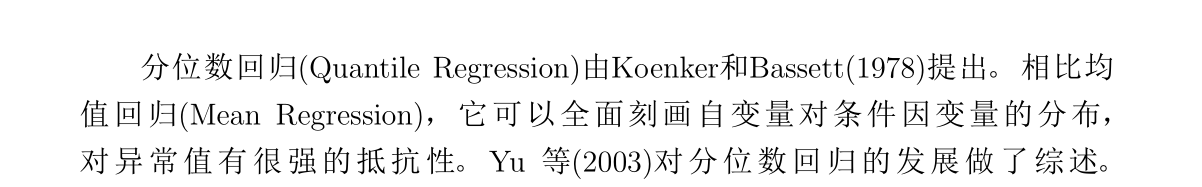 分位数回归(Quantile Regression)由Koenker和Bassett(1978)提出。相比均
值回归(Mean Regression)，它可以全面刻画自变量对条件因变量的分布，
对异常值有很强的抵抗性。Yu 等(2003)对分位数回归的发展做了综述。